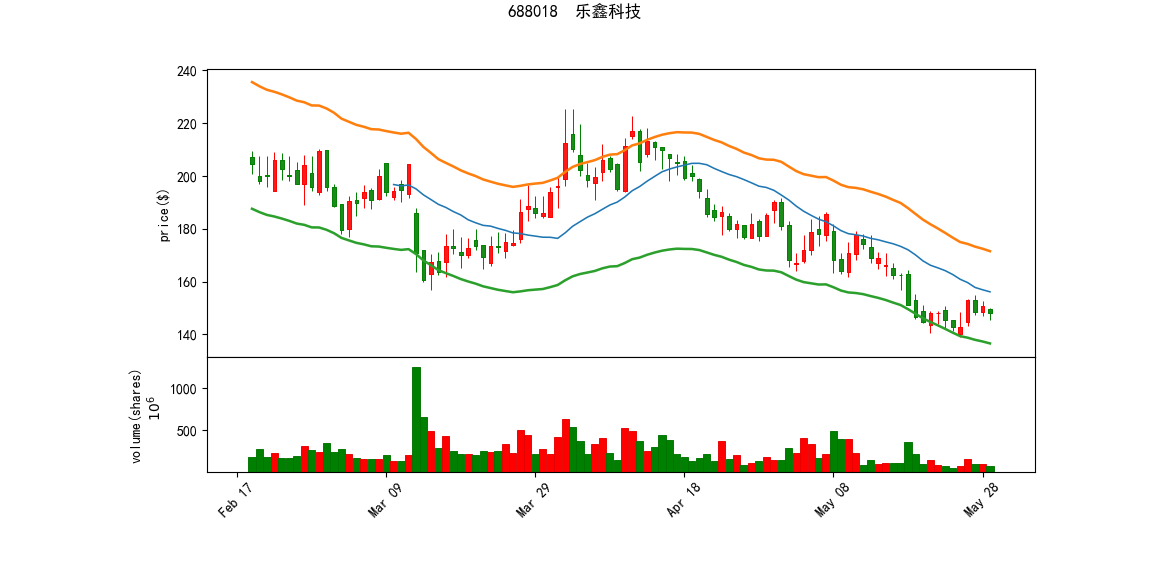 688018 乐鑫科技
240
220
200
180
160
140
price($)
1000
500
volume(shares)
10^6
Feb 17
Mar 09
Mar 29
Apr 18
May 08
May 28